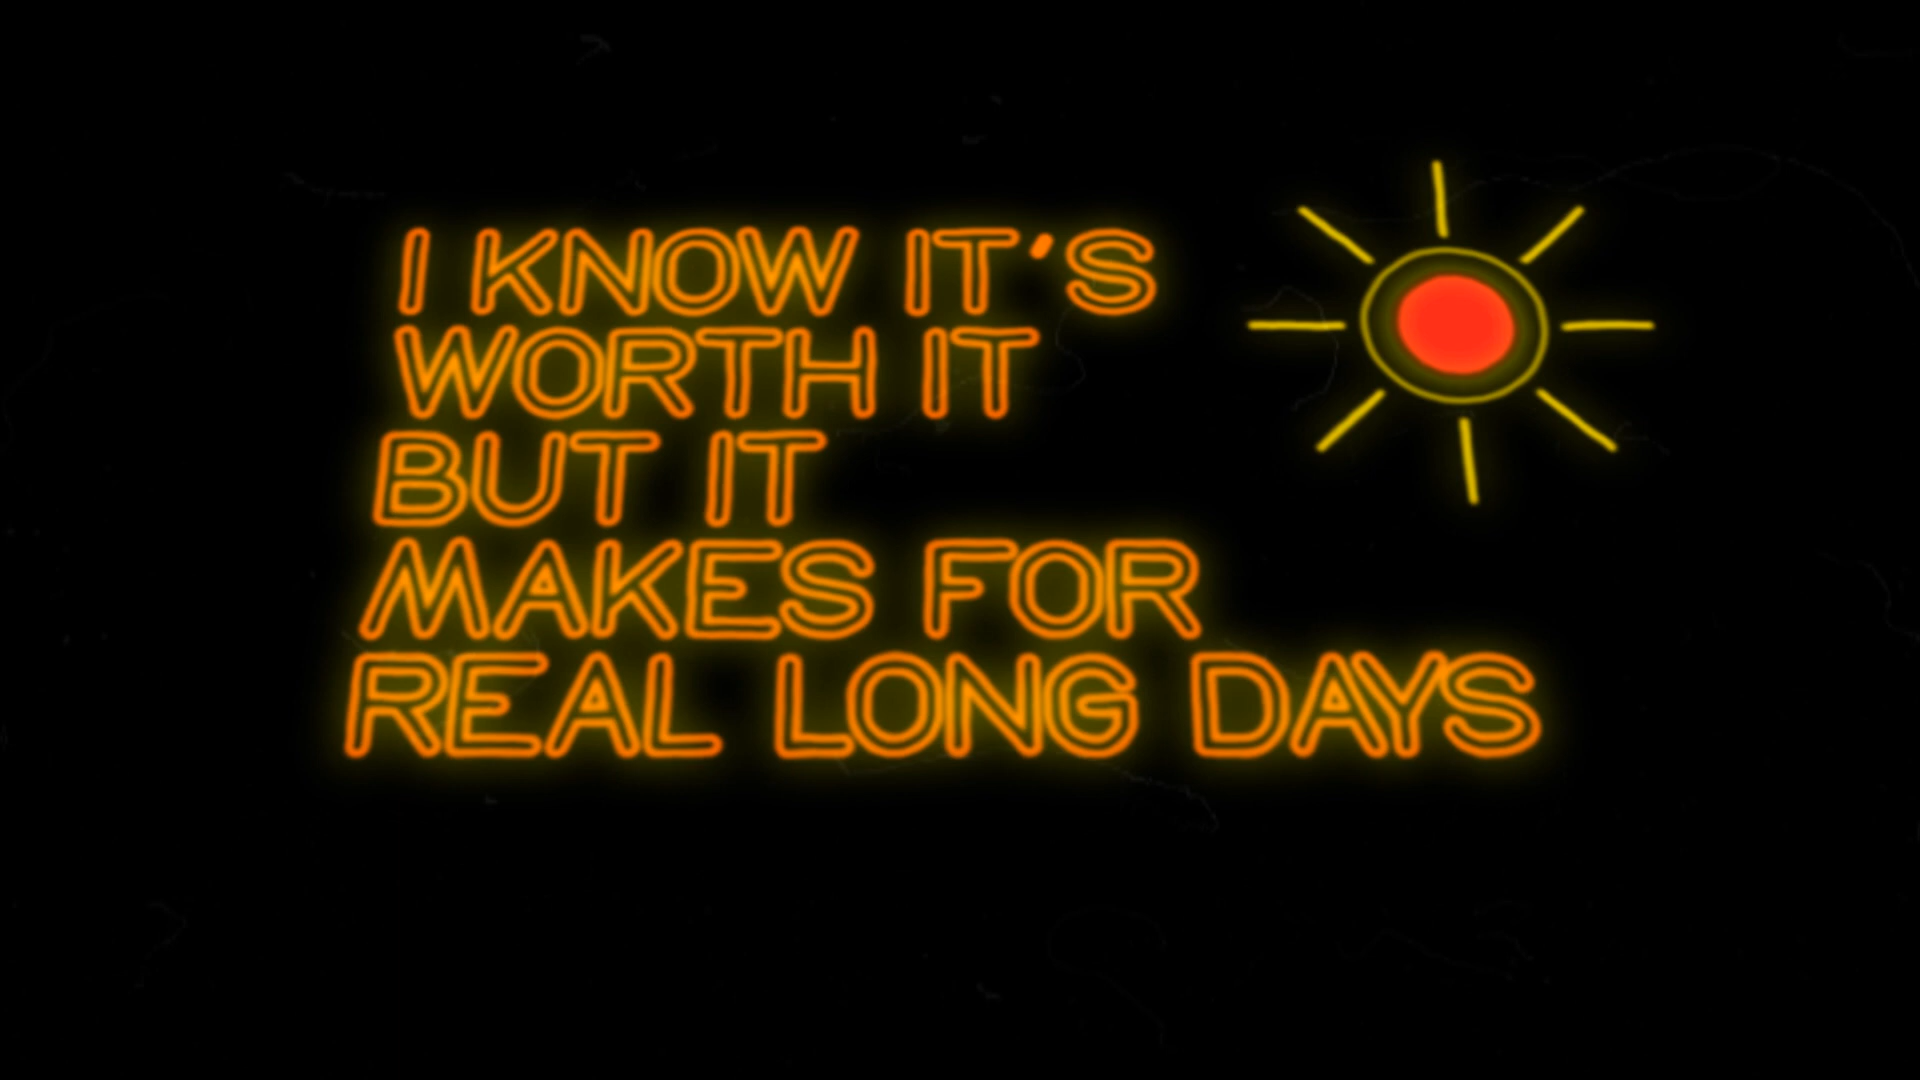 I KNOW IT'S
WORTH IT
BUT IT
MAKES FOR
REAL LONG DAYS